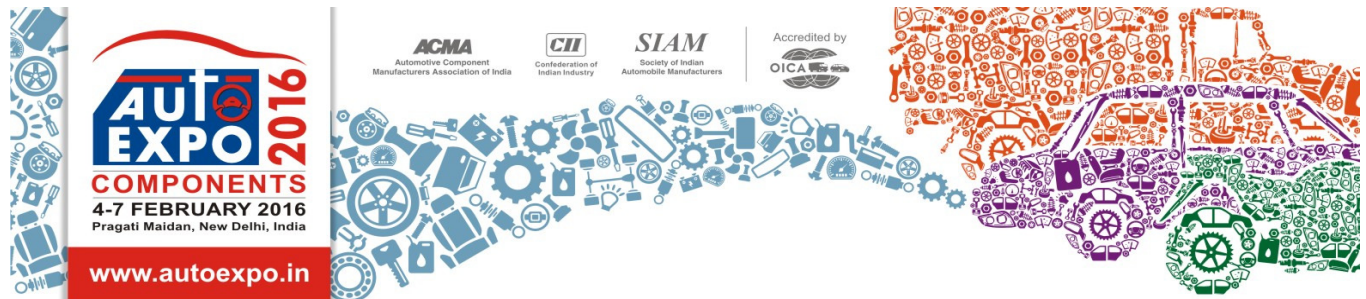 AUTO
EXPO
2016
COMPONENTS
4-7 FEBRUARY 2016
Pragati Maidan, New Delhi, India
www.autoexpo.in
ACMA
Automotive Component
Manufacturers Association of India
CII
Confederation of
Indian Industry
SIAM
Society of Indian
Automobile Manufacturers
Accredited by
OICA